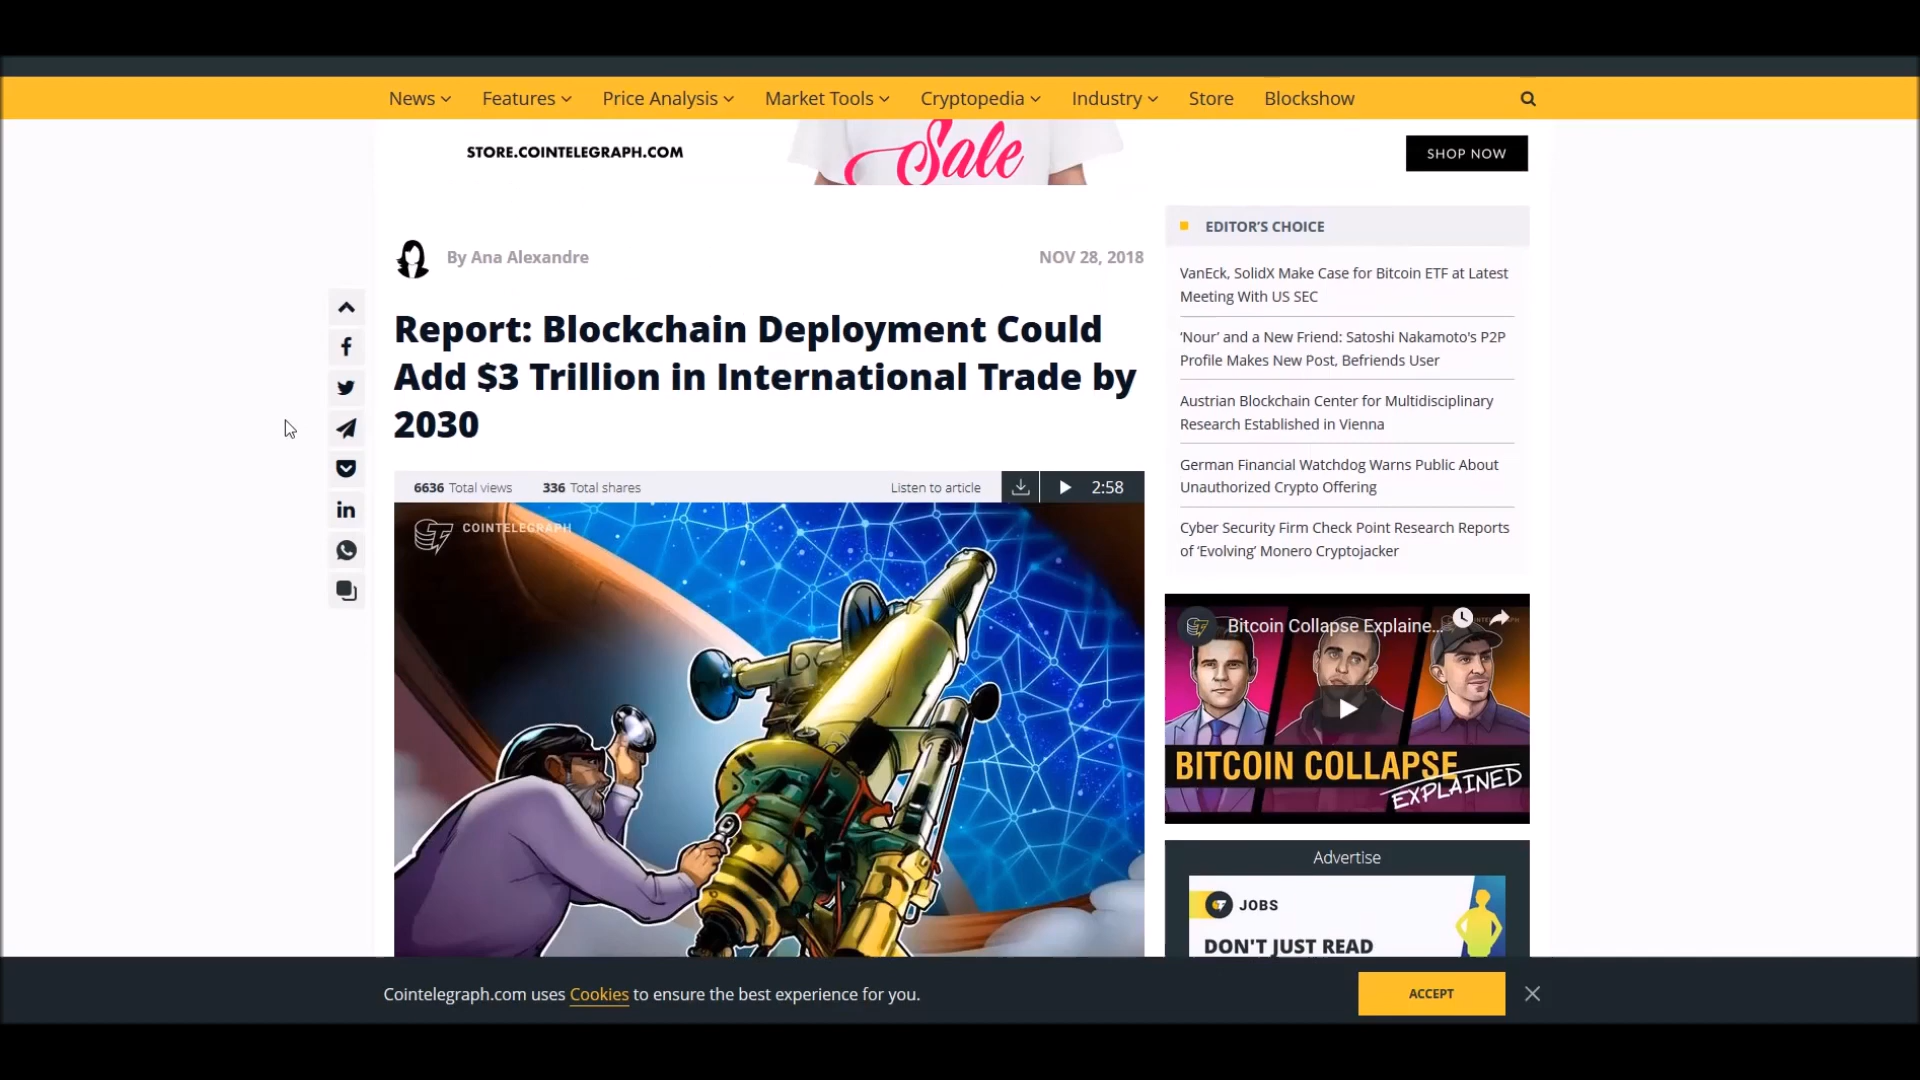 News Features Price Analysis Market Tools Cryptopedia Industry Store Blockshow
STORE.COINTELEGRAPH.COM
Sale
SHOP NOW
By Ana Alexandre
NOV 28, 2018
Report: Blockchain Deployment Could
Add $3 Trillion in International Trade by
2030
6636 Total views 336 Total shares Listen to article 2:58
COINTELEGRAPH
EDITOR'S CHOICE
VanEck, SolidX Make Case for Bitcoin ETF at Latest
Meeting With US SEC
‘Nour’ and a New Friend: Satoshi Nakamoto's P2P
Profile Makes New Post, Befriends User
Austrian Blockchain Center for Multidisciplinary
Research Established in Vienna
German Financial Watchdog Warns Public About
Unauthorized Crypto Offering
Cyber Security Firm Check Point Research Reports
of ‘Evolving’ Monero Cryptojacker
Bitcoin Collapse Explaine...
BITCOIN COLLAPSE
EXPLAINED
Advertise
JOBS
DON'T JUST READ
Cointelegraph.com uses Cookies to ensure the best experience for you.
ACCEPT